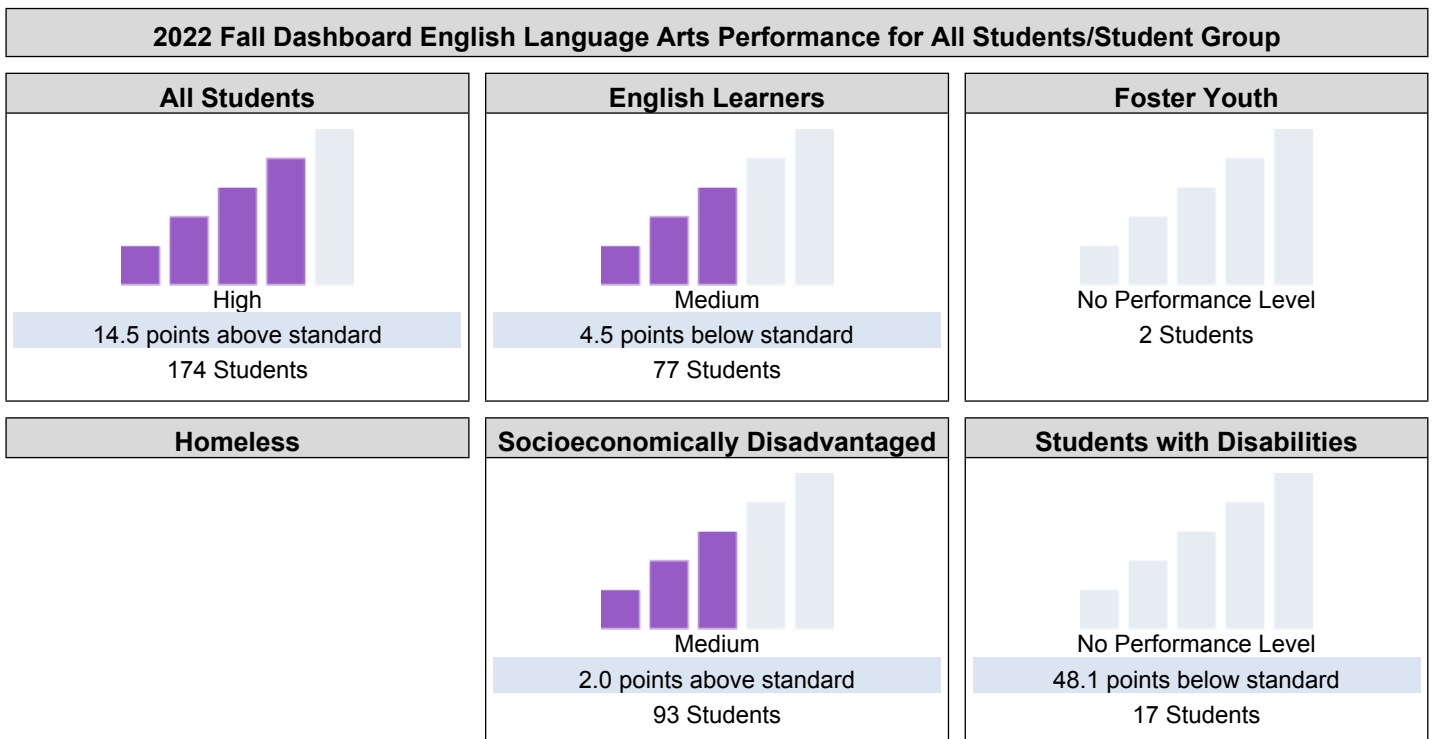 2022 Fall Dashboard English Language Arts Performance for All Students/Student Group
All Students
High
14.5 points above standard
174 Students
English Learners
Medium
4.5 points below standard
77 Students
Foster Youth
No Performance Level
2 Students
Homeless
Socioeconomically Disadvantaged
Medium
2.0 points above standard
93 Students
Students with Disabilities
No Performance Level
48.1 points below standard
17 Students